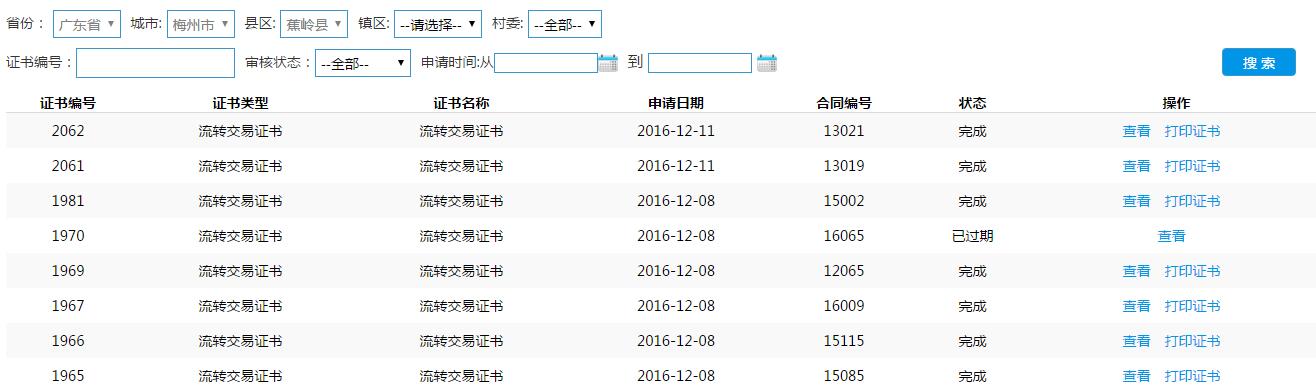 省份： 广东省 城市: 梅州市 县区: 蕉岭县 镇区: --请选择-- 村委: --全部--
证书编号： 审核状态： --全部-- 申请时间:从 到 搜 索
证书编号 证书类型 证书名称 申请日期 合同编号 状态 操作
2062 流转交易证书 流转交易证书 2016-12-11 13021 完成 查看 打印证书
2061 流转交易证书 流转交易证书 2016-12-11 13019 完成 查看 打印证书
1981 流转交易证书 流转交易证书 2016-12-08 15002 完成 查看 打印证书
1970 流转交易证书 流转交易证书 2016-12-08 16065 已过期 查看
1969 流转交易证书 流转交易证书 2016-12-08 12065 完成 查看 打印证书
1967 流转交易证书 流转交易证书 2016-12-08 16009 完成 查看 打印证书
1966 流转交易证书 流转交易证书 2016-12-08 15115 完成 查看 打印证书
1965 流转交易证书 流转交易证书 2016-12-08 15085 完成 查看 打印证书